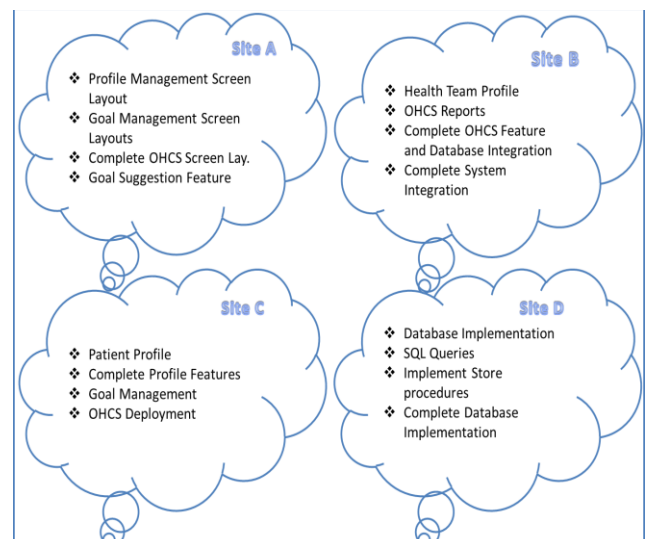 Site A
❖ Profile Management Screen
Layout
❖ Goal Management Screen
Layouts
❖ Complete OHCS Screen Lay.
❖ Goal Suggestion Feature
Site B
❖ Health Team Profile
❖ OHCS Reports
❖ Complete OHCS Feature
and Database Integration
❖ Complete System
Integration
Site C
❖ Patient Profile
❖ Complete Profile Features
❖ Goal Management
❖ OHCS Deployment
Site D
❖ Database Implementation
❖ SQL Queries
❖ Implement Store
procedures
❖ Complete Database
Implementation